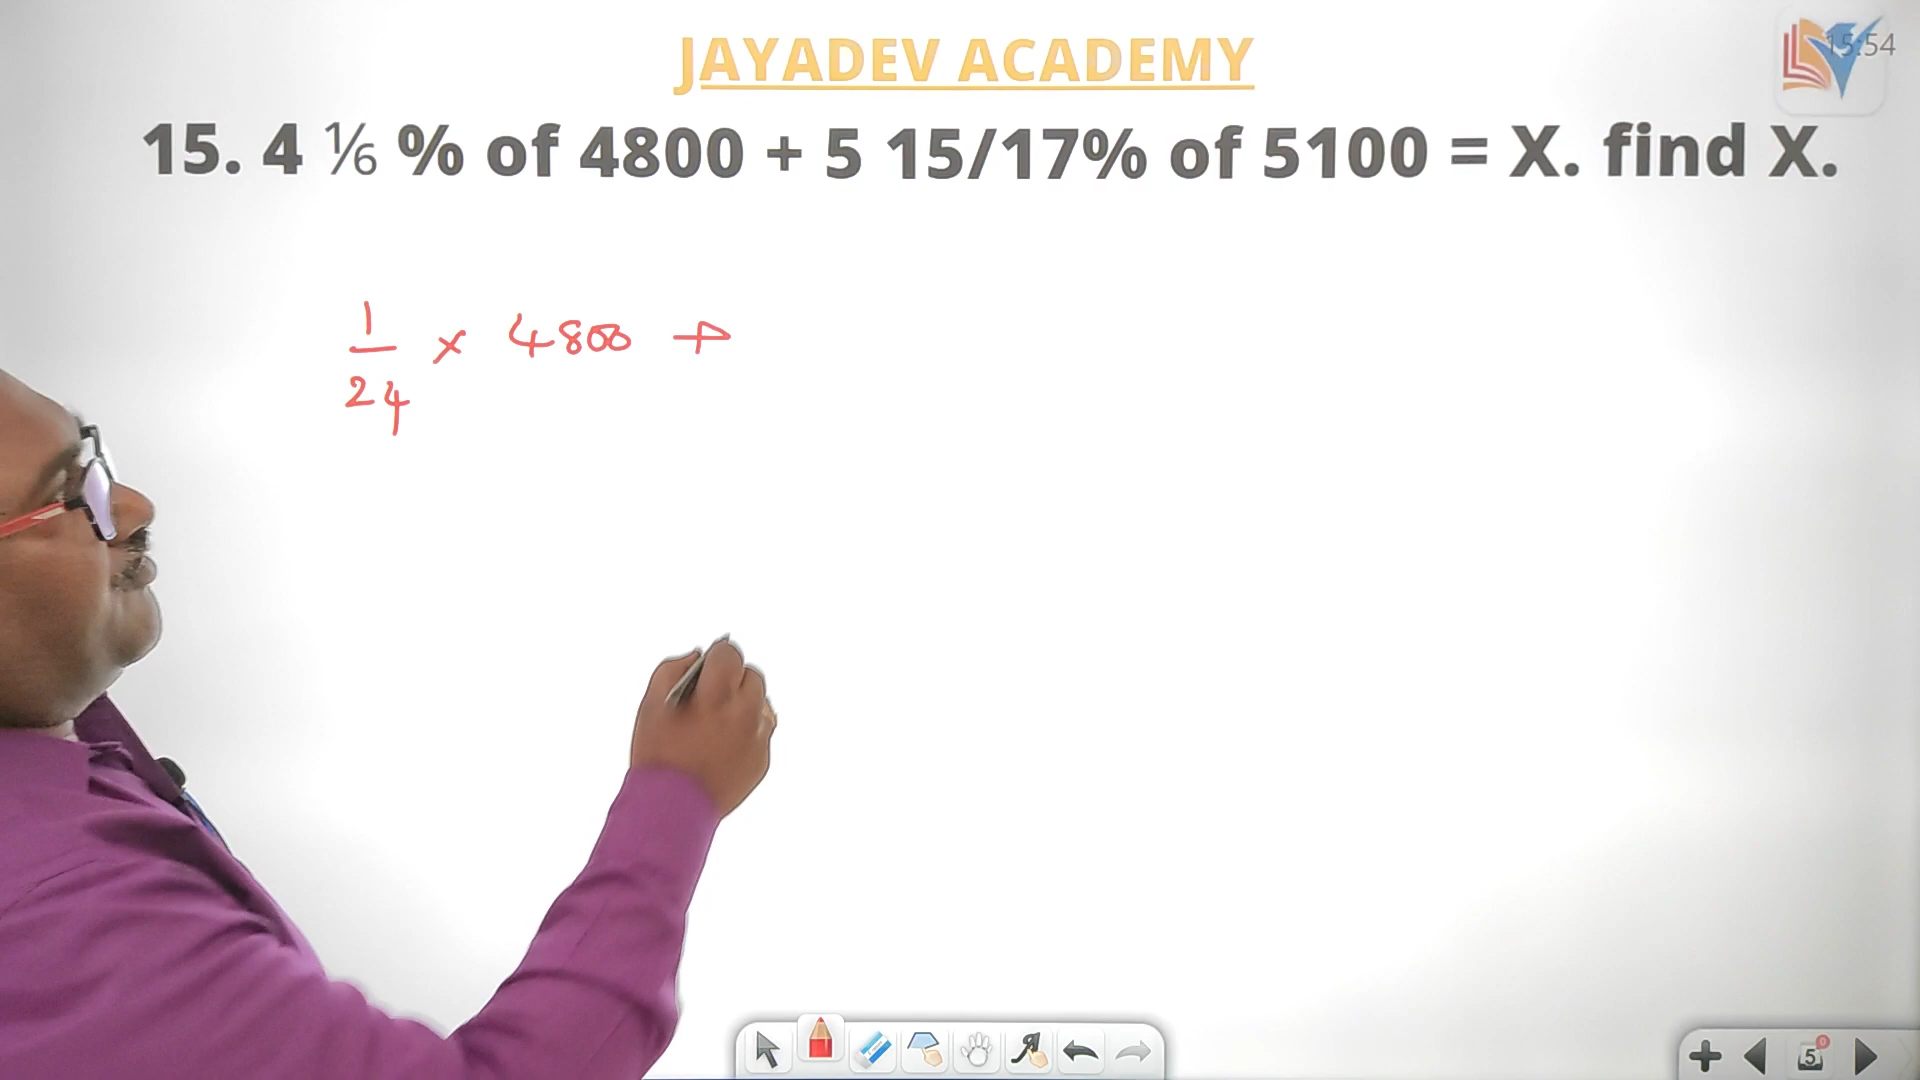 JAYADEV ACADEMY
15:54
15. 4 ⅙ % of 4800 + 5 15/17% of 5100 = X. find X.
1/24 × 4800 +
5
0